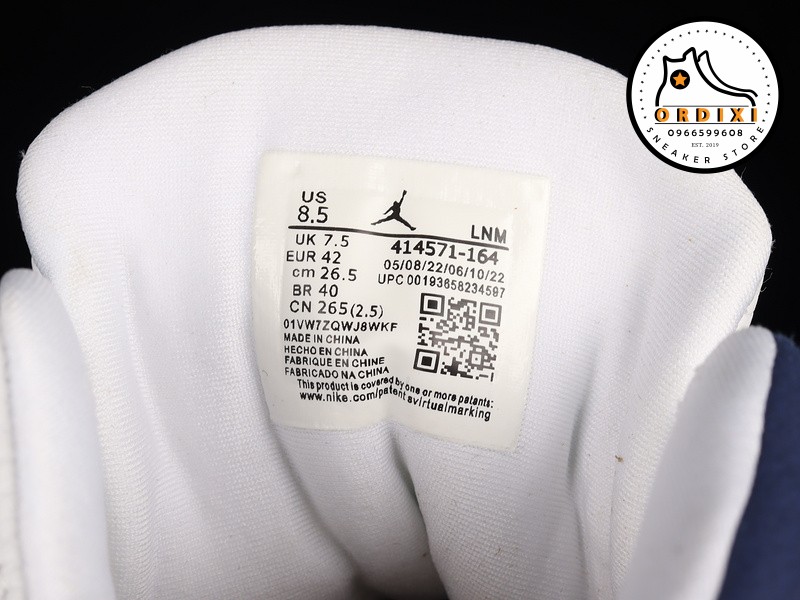 ORDIXI
0966599608
EST. 2019
SNEAKER STORE
US
8.5
LNM
UK 7.5
414571-164
EUR 42
05/08/22/06/10/22
cm 26.5
UPC 00193658234597
BR 40
CN 265(2.5)
01VW7ZQWJ8WKF
MADE IN CHINA
HECHO EN CHINA
FABRIQUE EN CHINE
FABRICADO NA CHINA
This product is covered by one or more patents:
www.nike.com/patentsvirtualmarking